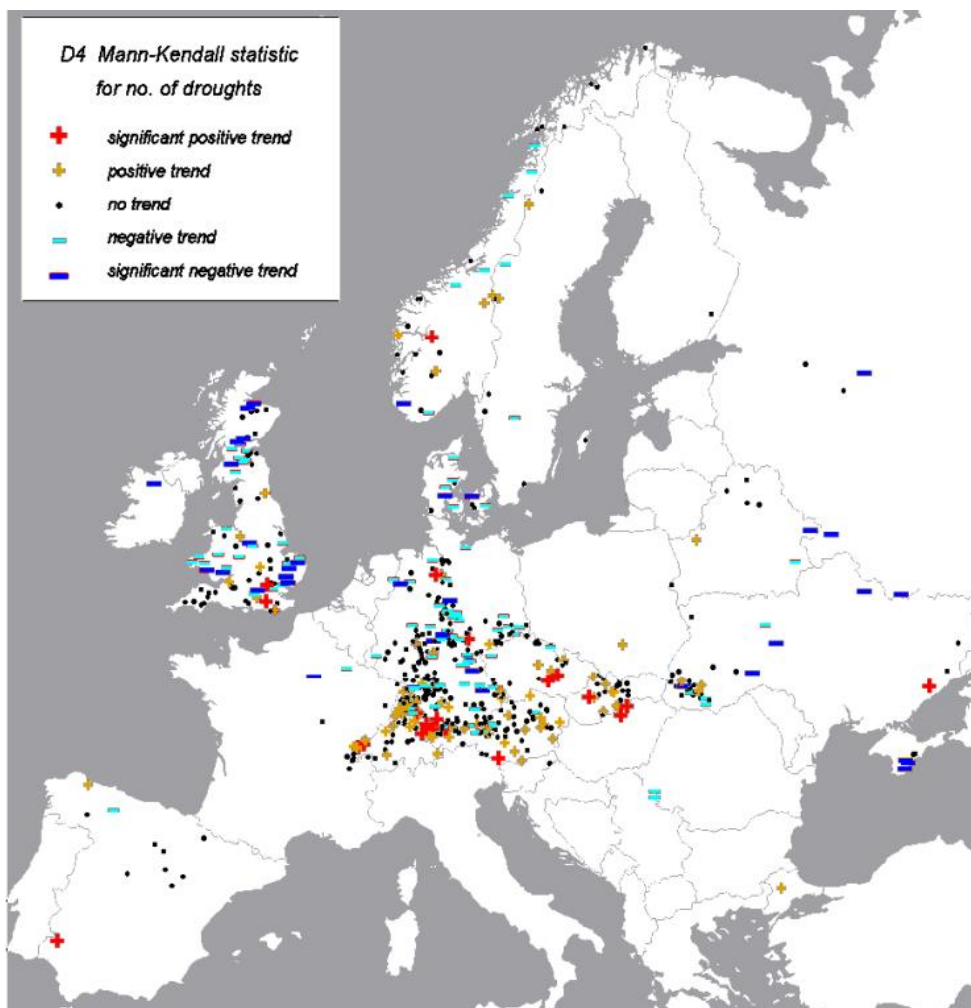 D4 Mann-Kendall statistic
for no. of droughts
significant positive trend
positive trend
no trend
negative trend
significant negative trend